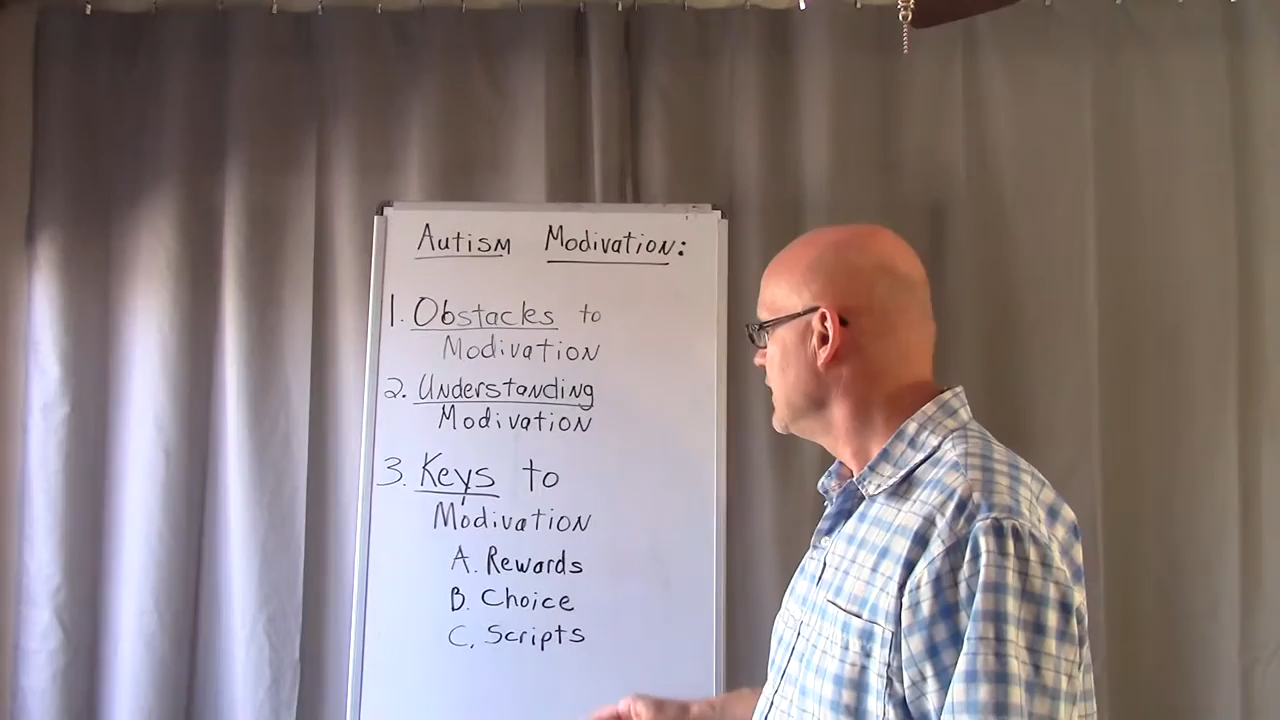 Autism Modivation:
1. Obstacles to
Modivation
2. Understanding
Modivation
3. Keys to
Modivation
A. Rewards
B. Choice
C. Scripts